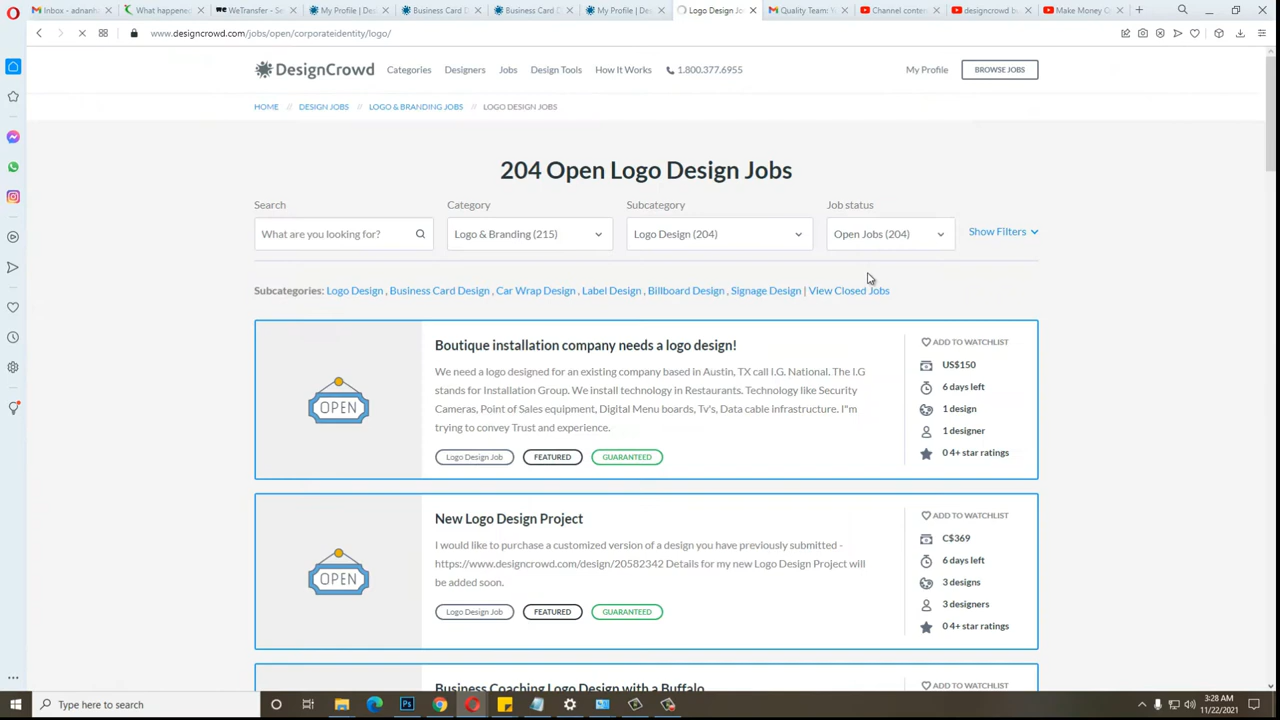 Inbox - adnanh
What happene
WeTransfer - Se
My Profile | Des
Business Card D
Business Card D
My Profile | Des
Logo Design Jo
Quality Team: Y
Channel conten
designcrowd b
Make Money O
www.designcrowd.com/jobs/open/corporateidentity/logo/
DesignCrowd Categories Designers Jobs Design Tools How It Works 1.800.377.6955 My Profile BROWSE JOBS
HOME // DESIGN JOBS // LOGO & BRANDING JOBS // LOGO DESIGN JOBS
204 Open Logo Design Jobs
Search Category Subcategory Job status
What are you looking for? Logo & Branding (215) Logo Design (204) Open Jobs (204) Show Filters
Subcategories: Logo Design , Business Card Design , Car Wrap Design , Label Design , Billboard Design , Signage Design | View Closed Jobs
OPEN
Boutique installation company needs a logo design!
We need a logo designed for an existing company based in Austin, TX call I.G. National. The I.G
stands for Installation Group. We install technology in Restaurants. Technology like Security
Cameras, Point of Sales equipment, Digital Menu boards, Tv's, Data cable infrastructure. I"m
trying to convey Trust and experience.
Logo Design Job FEATURED GUARANTEED
ADD TO WATCHLIST
US$150
6 days left
1 design
1 designer
0 4+ star ratings
OPEN
New Logo Design Project
I would like to purchase a customized version of a design you have previously submitted -
https://www.designcrowd.com/design/20582342 Details for my new Logo Design Project will
be added soon.
Logo Design Job FEATURED GUARANTEED
ADD TO WATCHLIST
C$369
6 days left
3 designs
3 designers
0 4+ star ratings
Business Coaching Logo Design with a Buffalo
ADD TO WATCHLIST
Type here to search
3:28 AM
11/22/2021